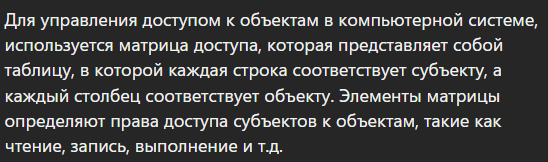 Для управления доступом к объектам в компьютерной системе,
используется матрица доступа, которая представляет собой
таблицу, в которой каждая строка соответствует субъекту, а
каждый столбец соответствует объекту. Элементы матрицы
определяют права доступа субъектов к объектам, такие как
чтение, запись, выполнение и т.д.